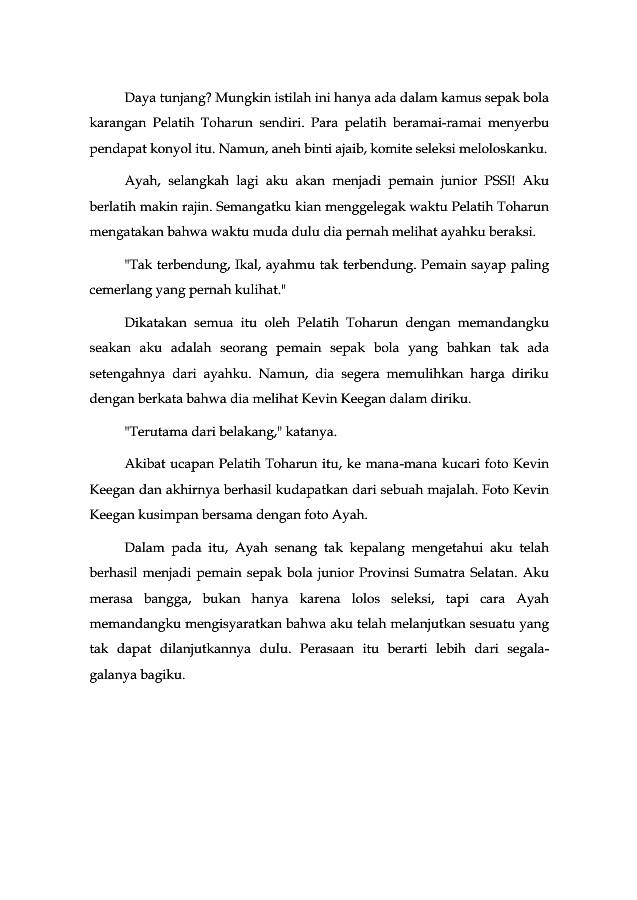 Daya tunjang? Mungkin istilah ini hanya ada dalam kamus sepak bola
karangan Pelatih Toharun sendiri. Para pelatih beramai-ramai menyerbu
pendapat konyol itu. Namun, aneh binti ajaib, komite seleksi meloloskanku.
Ayah, selangkah lagi aku akan menjadi pemain junior PSSI! Aku
berlatih makin rajin. Semangatku kian menggelegak waktu Pelatih Toharun
mengatakan bahwa waktu muda dulu dia pernah melihat ayahku beraksi.
"Tak terbendung, Ikal, ayahmu tak terbendung. Pemain sayap paling
cemerlang yang pernah kulihat."
Dikatakan semua itu oleh Pelatih Toharun dengan memandangku
seakan aku adalah seorang pemain sepak bola yang bahkan tak ada
setengahnya dari ayahku. Namun, dia segera memulihkan harga diriku
dengan berkata bahwa dia melihat Kevin Keegan dalam diriku.
"Terutama dari belakang," katanya.
Akibat ucapan Pelatih Toharun itu, ke mana-mana kucari foto Kevin
Keegan dan akhirnya berhasil kudapatkan dari sebuah majalah. Foto Kevin
Keegan kusimpan bersama dengan foto Ayah.
Dalam pada itu, Ayah senang tak kepalang mengetahui aku telah
berhasil menjadi pemain sepak bola junior Provinsi Sumatra Selatan. Aku
merasa bangga, bukan hanya karena lolos seleksi, tapi cara Ayah
memandangku mengisyaratkan bahwa aku telah melanjutkan sesuatu yang
tak dapat dilanjutkannya dulu. Perasaan itu berarti lebih dari segala-
galanya bagiku.